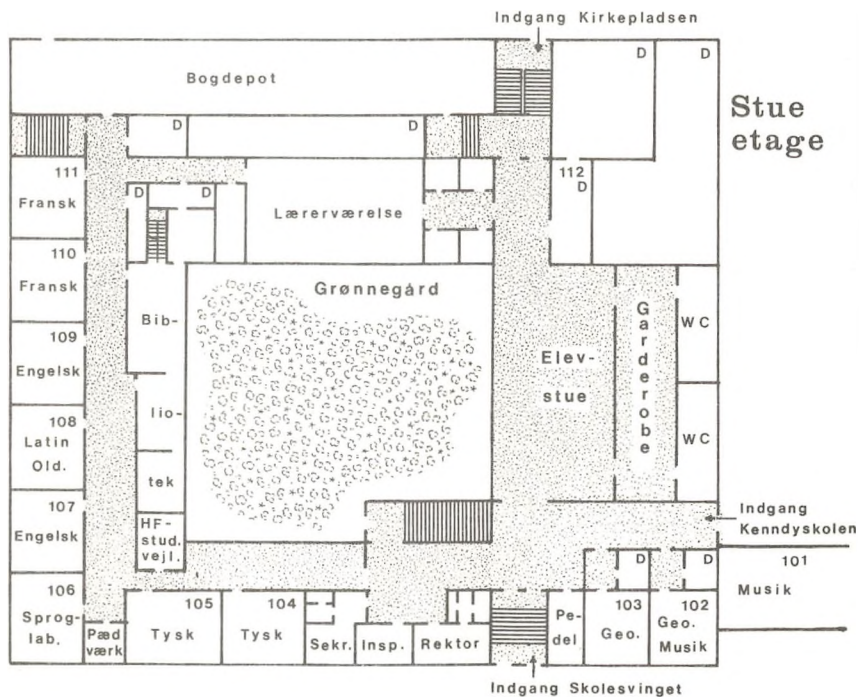 Indgang Kirkepladsen
Bogdepot
D
D
Stue
etage
D
D
111
Fransk
D
D
Lærerværelse
112
D
110
Fransk
Grønnegård
Bib-
lio-
tek
109
Engelsk
Elev-
stue
Garderobe
WC
WC
108
Latin
Old.
107
Engelsk
HF-
stud.
vejl.
Indgang
Kenndyskolen
D
D
101
Musik
106
Sprog-
lab.
Pæd
værk
105
Tysk
104
Tysk
Sekr.
Insp.
Rektor
Pe-
del
103
Geo.
102
Geo.
Musik
Indgang Skolesvinget